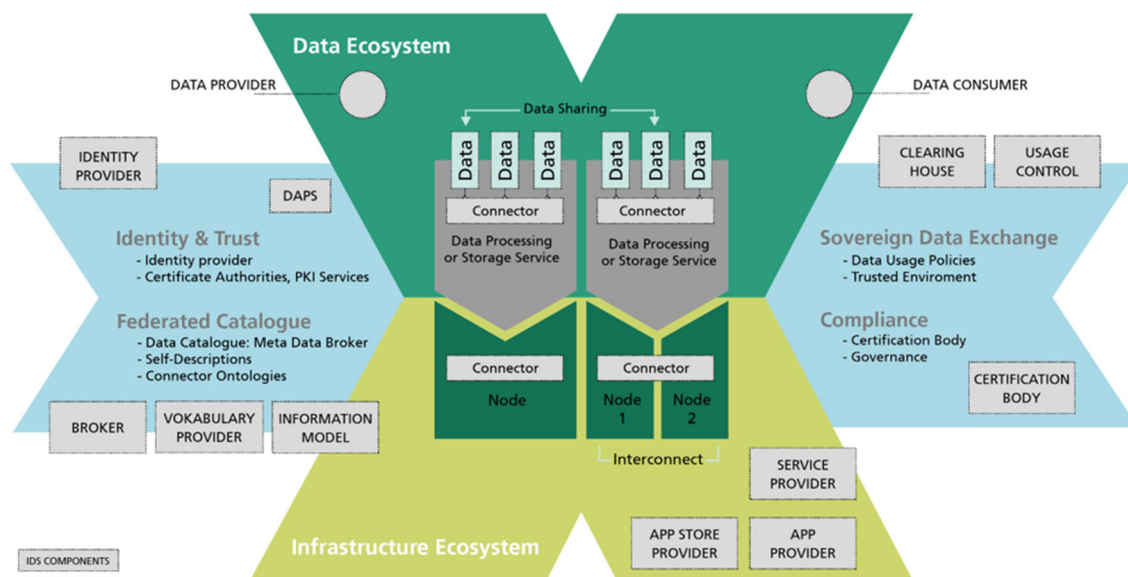 Data Ecosystem
DATA PROVIDER
DATA CONSUMER
Data Sharing
Data
Data
Data
Data
Data
Data
IDENTITY
PROVIDER
DAPS
CLEARING
HOUSE
USAGE
CONTROL
Connector
Connector
Data Processing
or Storage Service
Data Processing
or Storage Service
Identity & Trust
- Identity provider
- Certificate Authorities, PKI Services
Sovereign Data Exchange
- Data Usage Policies
- Trusted Enviroment
Federated Catalogue
- Data Catalogue: Meta Data Broker
- Self-Descriptions
- Connector Ontologies
Compliance
- Certification Body
- Governance
Connector
Connector
Node
Node
1
Node
2
Interconnect
CERTIFICATION
BODY
BROKER
VOKABULARY
PROVIDER
INFORMATION
MODEL
SERVICE
PROVIDER
APP STORE
PROVIDER
APP
PROVIDER
Infrastructure Ecosystem
IDS COMPONENTS